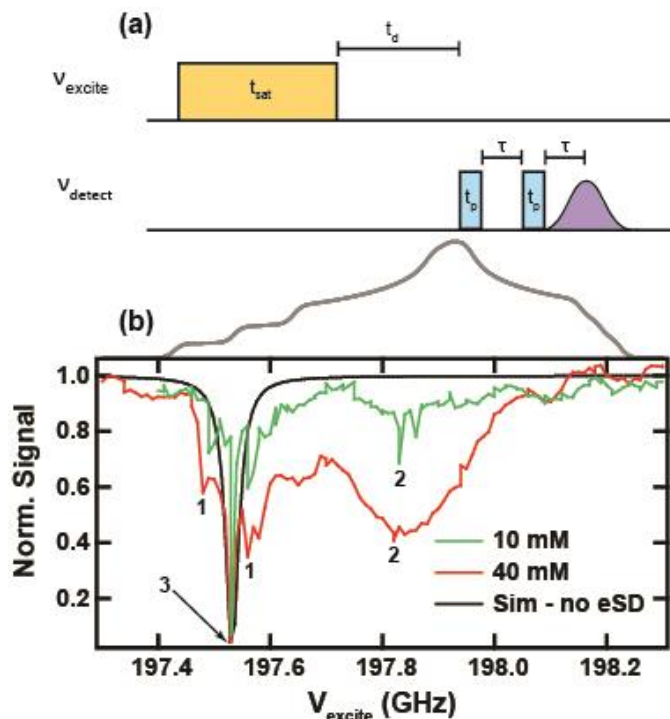 (a)
t_d
ν_excite
t_sat
τ τ
ν_detect
t_p t_p
(b)
1.0
0.8
0.6
0.4
0.2
Norm. Signal
1
2
2
1
3
10 mM
40 mM
Sim - no eSD
197.4 197.6 197.8 198.0 198.2
V_excite (GHz)